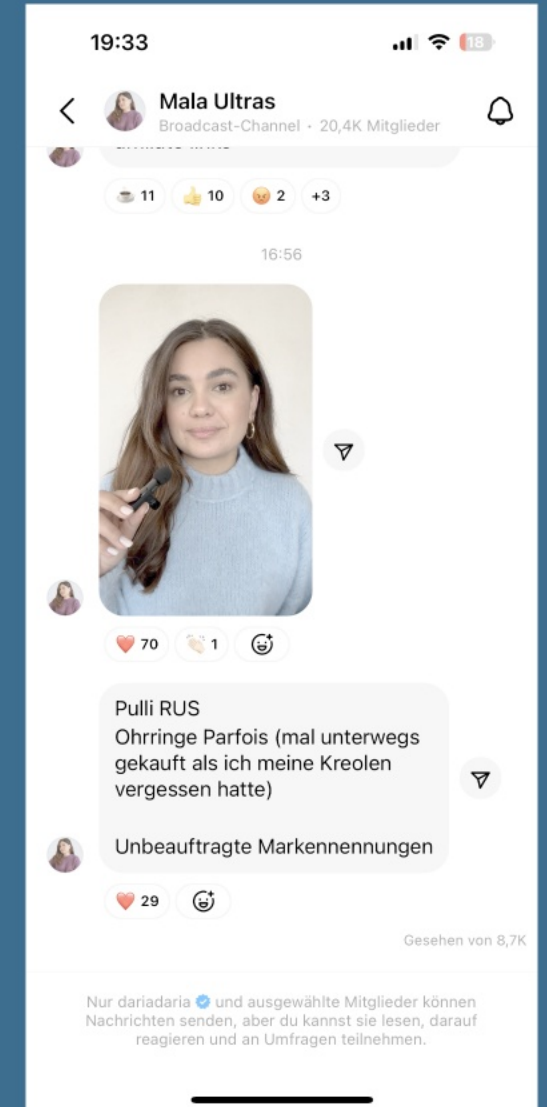 19:33
18
Mala Ultras
Broadcast-Channel • 20,4K Mitglieder
11
10
2
+3
16:56
70
1
Pulli RUS
Ohrringe Parfois (mal unterwegs
gekauft als ich meine Kreolen
vergessen hatte)
Unbeauftragte Markennennungen
29
Gesehen von 8,7K
Nur dariadaria und ausgewählte Mitglieder können
Nachrichten senden, aber du kannst sie lesen, darauf
reagieren und an Umfragen teilnehmen.